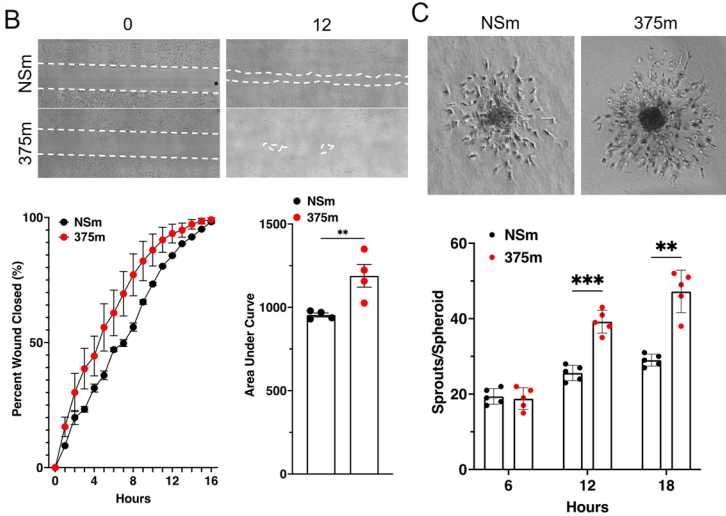 B
0
12
NSm
375m
NSm
375m
100
50
0
Percent Wound Closed (%)
0
4
8
12
16
Hours
NSm
375m
1500
1000
500
0
Area Under Curve
**
C
NSm
375m
NSm
375m
60
40
20
0
Sprouts/Spheroid
***
**
6
12
18
Hours